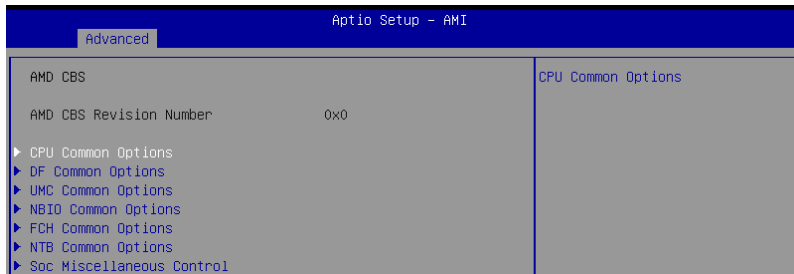 Aptio Setup – AMI
Advanced
AMD CBS
CPU Common Options
AMD CBS Revision Number 0x0
CPU Common Options
DF Common Options
UMC Common Options
NBIO Common Options
FCH Common Options
NTB Common Options
Soc Miscellaneous Control